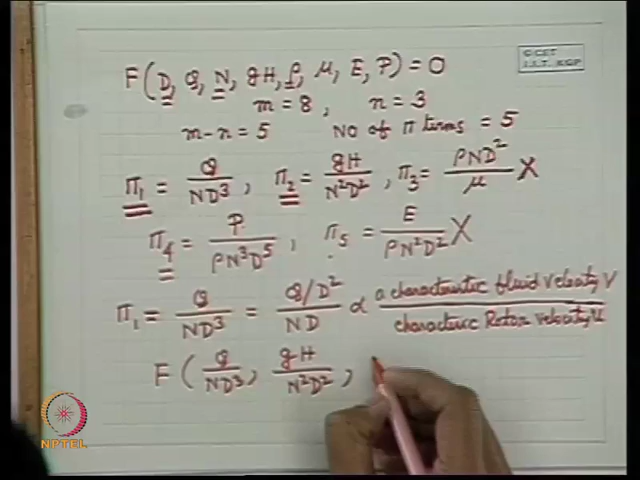 F(D, Q, N, gH, ρ, μ, E, P) = 0
© CET
I.I.T. KGP
m = 8, n = 3
m-n = 5 No of π terms = 5
π₁ = Q/ND³, π₂ = gH/N²D², π₃ = ρND²/μ X
π₄ = P/ρN³D⁵, π₅ = E/ρN²D² X
π₁ = Q/ND³ = Q/D²/ND ∝ a characteristic fluid velocity V/characteric Rotor velocity U
F(Q/ND³, gH/N²D²,
NPTEL